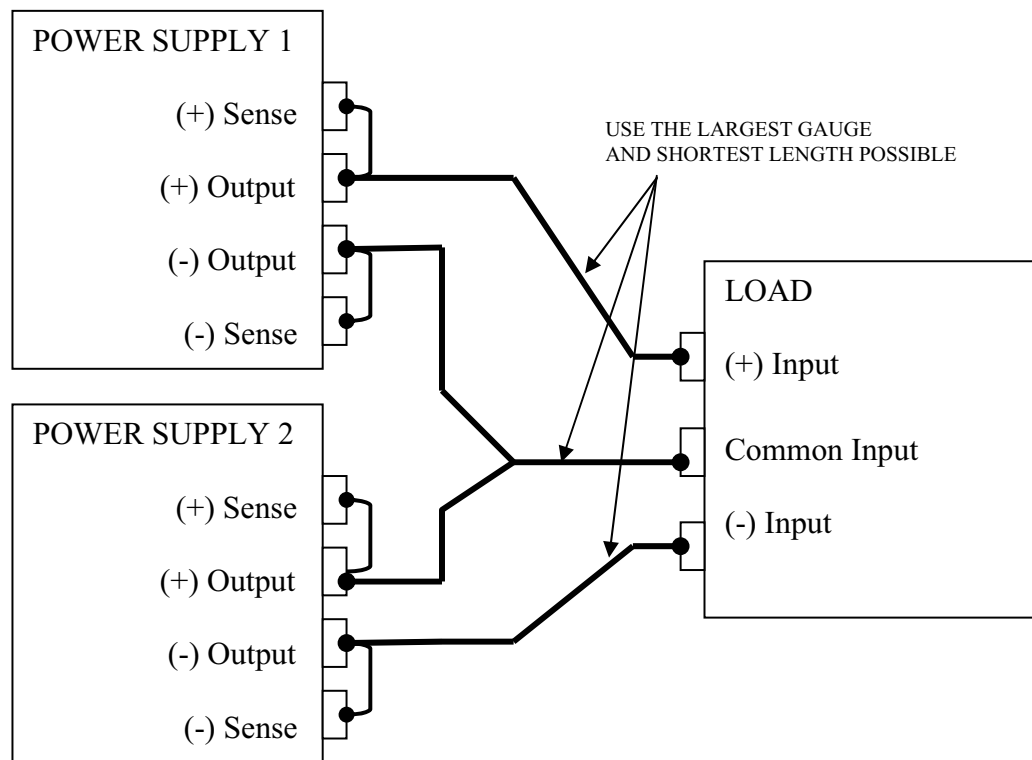 POWER SUPPLY 1
(+) Sense
(+) Output
(-) Output
(-) Sense
USE THE LARGEST GAUGE
AND SHORTEST LENGTH POSSIBLE
LOAD
(+) Input
Common Input
(-) Input
POWER SUPPLY 2
(+) Sense
(+) Output
(-) Output
(-) Sense